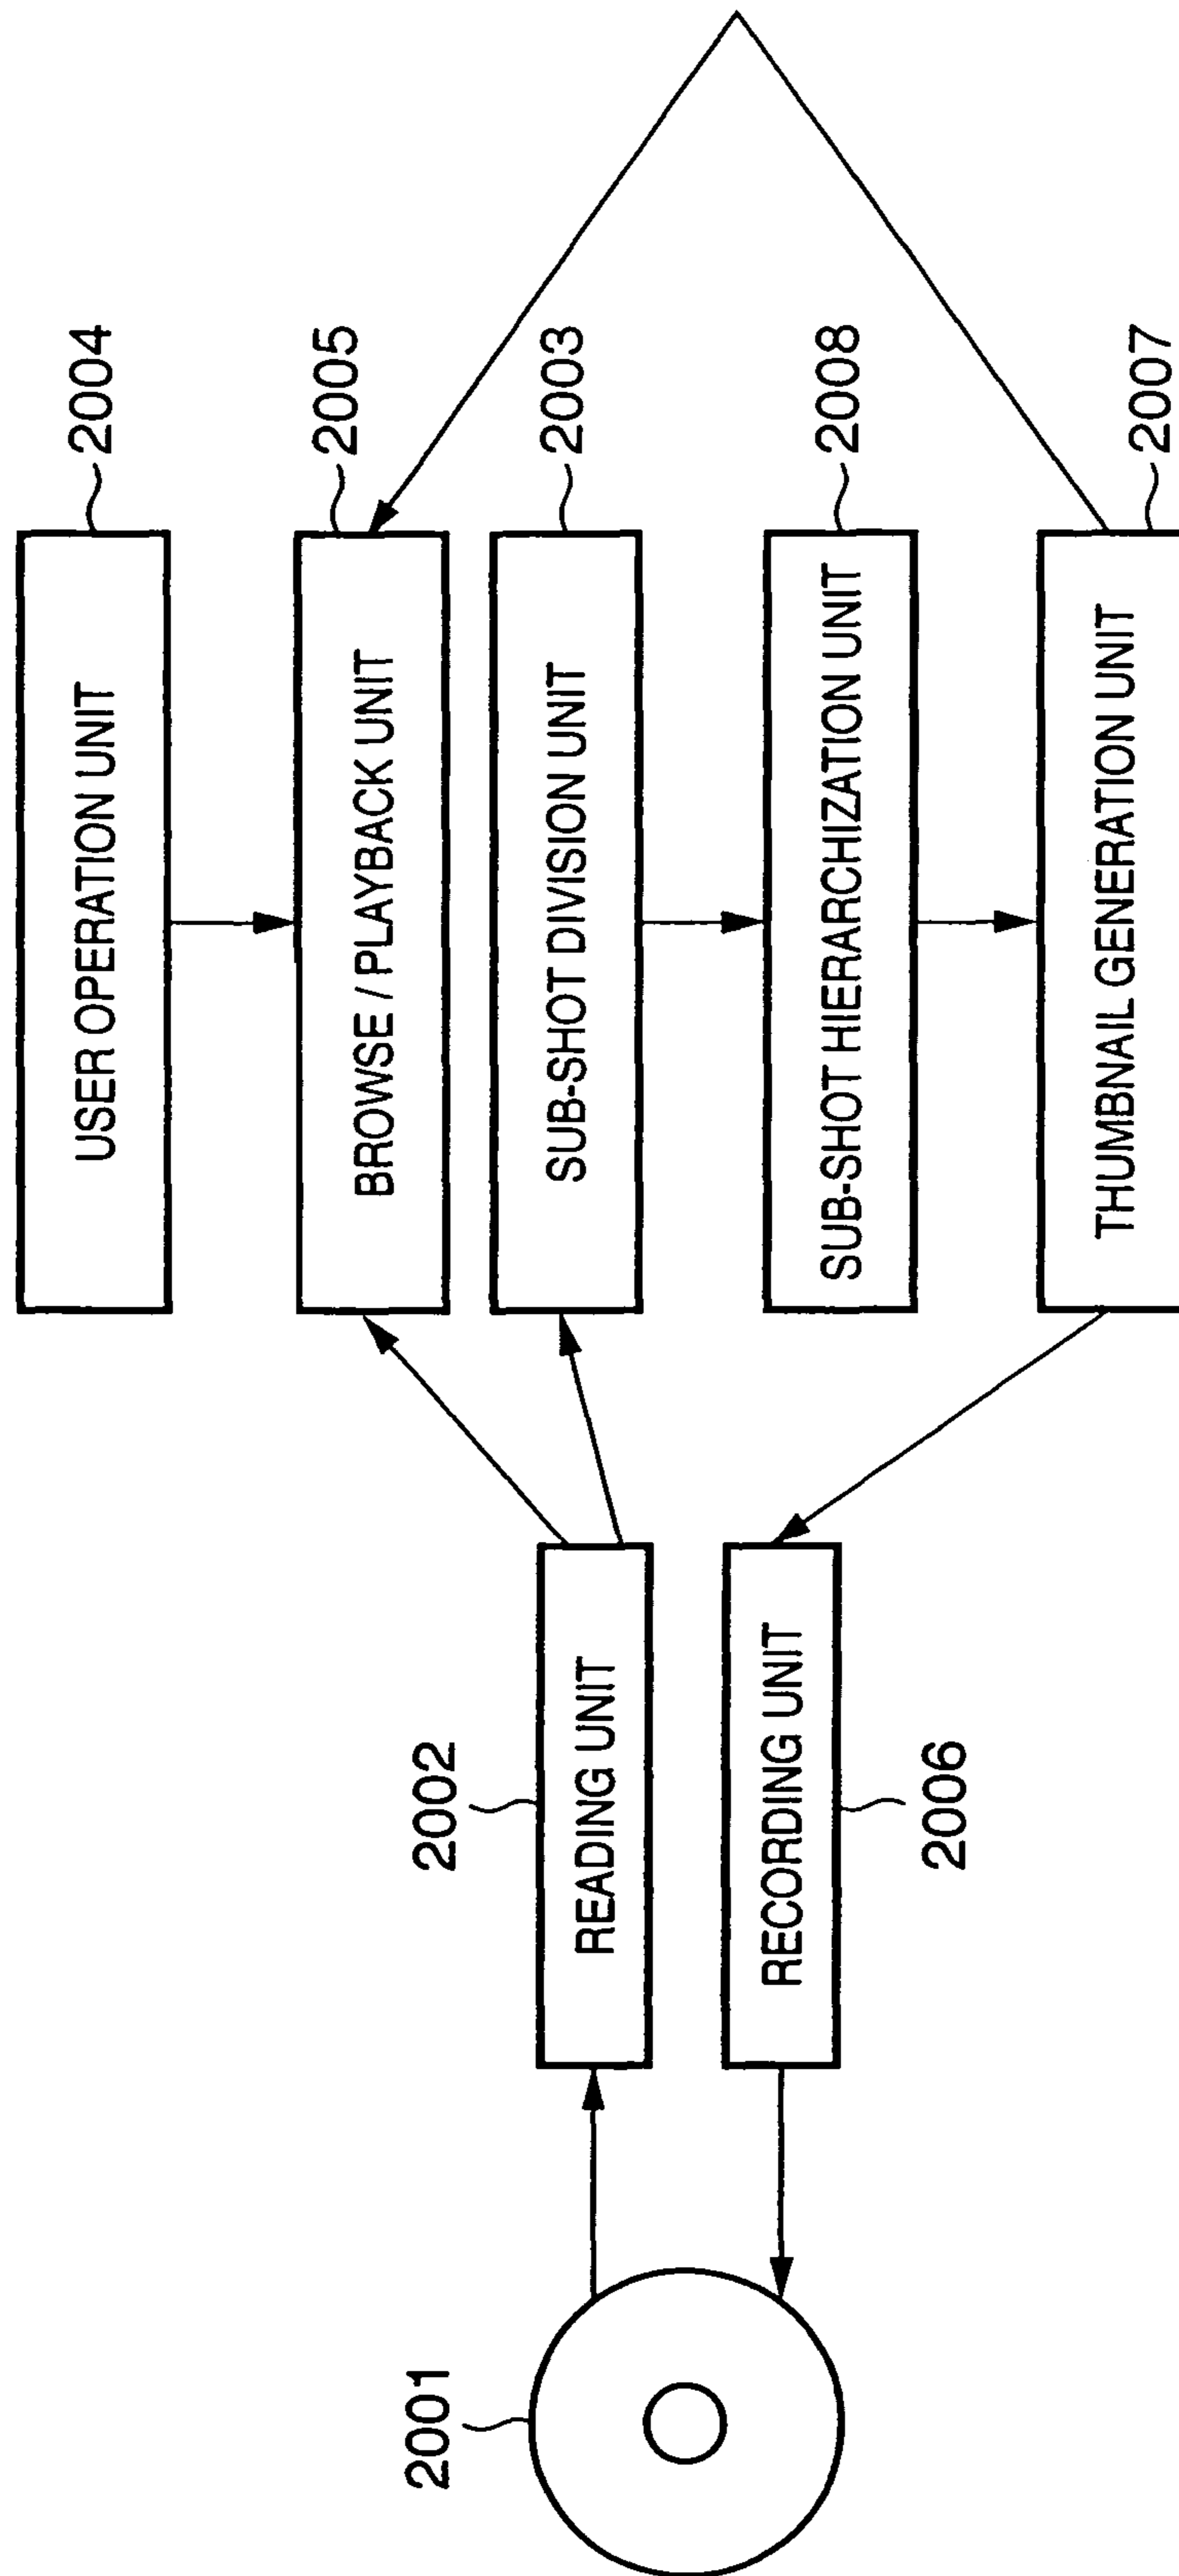 2001
2002
READING UNIT
RECORDING UNIT
2006
USER OPERATION UNIT
2004
BROWSE / PLAYBACK UNIT
2005
SUB-SHOT DIVISION UNIT
2003
SUB-SHOT HIERARCHIZATION UNIT
2008
THUMBNAIL GENERATION UNIT
2007